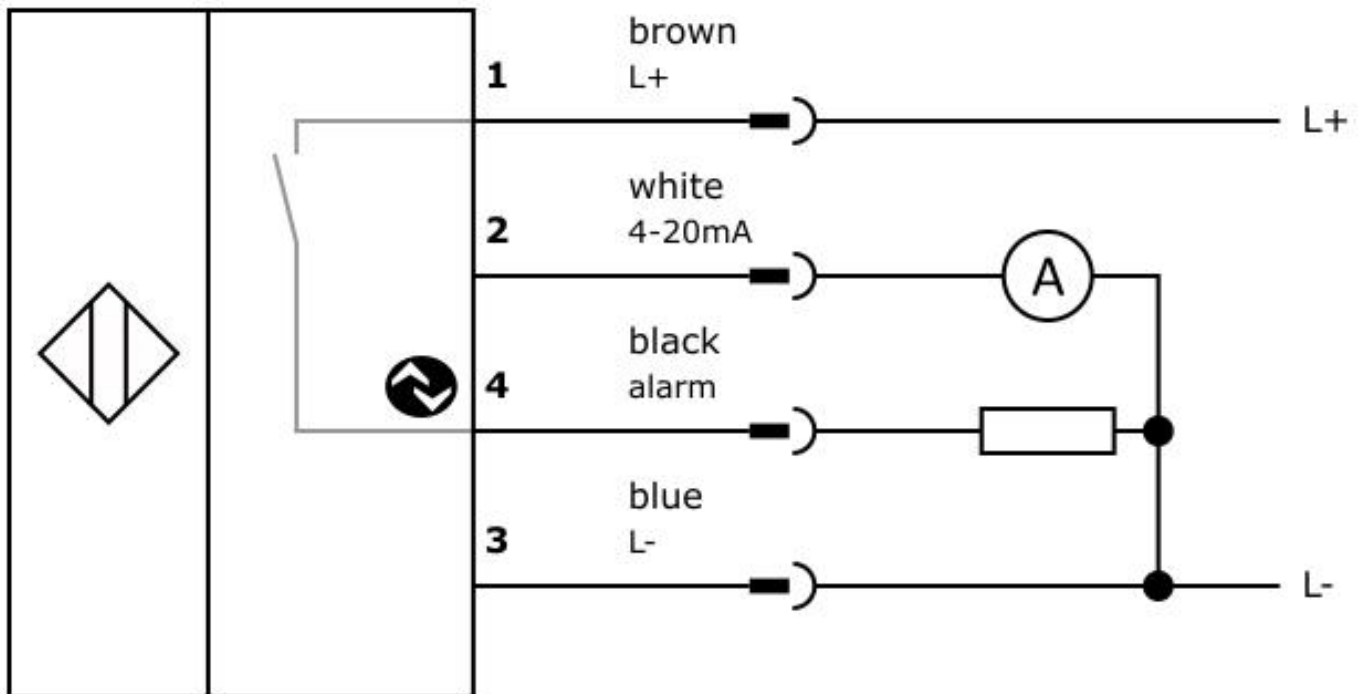 brown
1 L+
L+
white
2 4-20mA
A
black
4 alarm
blue
3 L-
L-